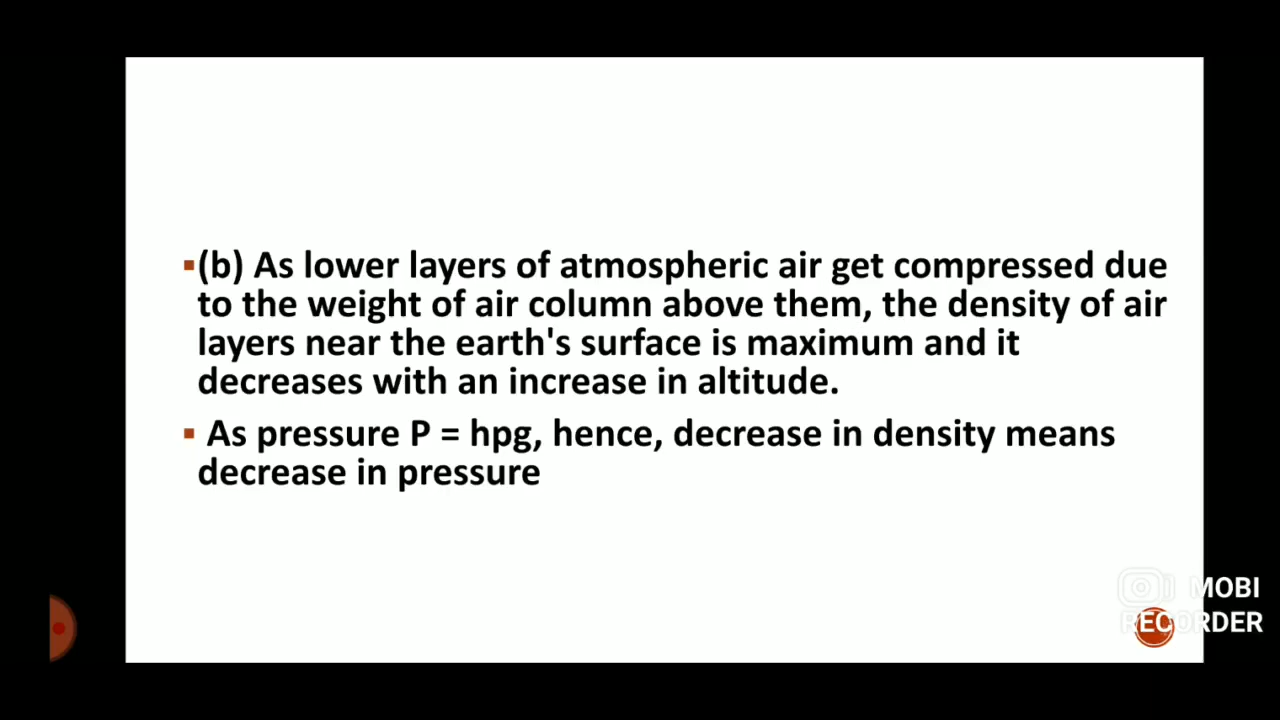 ▪(b) As lower layers of atmospheric air get compressed due
to the weight of air column above them, the density of air
layers near the earth's surface is maximum and it
decreases with an increase in altitude.
▪ As pressure P = hpg, hence, decrease in density means
decrease in pressure
MOBI
RECORDER